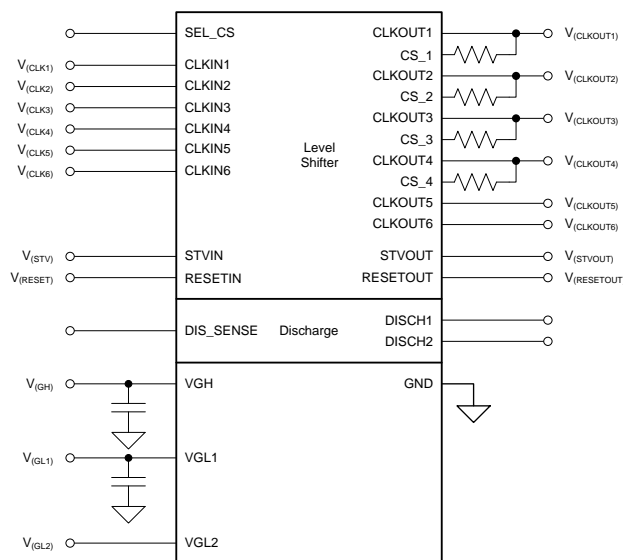 SEL_CS CLKOUT1 V(CLKOUT1)
CS_1
V(CLK1) CLKIN1
CLKOUT2 V(CLKOUT2)
V(CLK2) CLKIN2
CS_2
V(CLK3) CLKIN3
CLKOUT3 V(CLKOUT3)
V(CLK4) CLKIN4
CS_3
Level
V(CLK5) CLKIN5
Shifter
CLKOUT4 V(CLKOUT4)
V(CLK6) CLKIN6
CS_4
CLKOUT5 V(CLKOUT5)
CLKOUT6 V(CLKOUT6)
V(STV) STVIN STVOUT V(STVOUT)
V(RESET) RESETIN RESETOUT V(RESETOUT
DISCH1
DIS_SENSE Discharge
DISCH2
V(GH) VGH GND
V(GL1) VGL1
V(GL2) VGL2